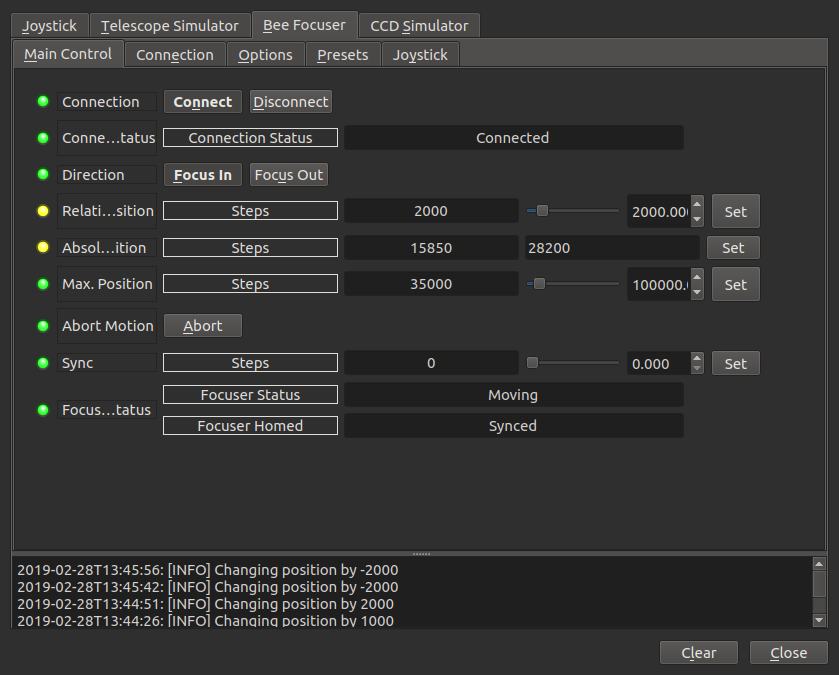 Joystick Telescope Simulator Bee Focuser CCD Simulator
Main Control Connection Options Presets Joystick
Connection Connect Disconnect
Conne...tatus Connection Status Connected
Direction Focus In Focus Out
Relati...sition Steps 2000 2000.00 Set
Absol...ition Steps 15850 28200 Set
Max. Position Steps 35000 100000. Set
Abort Motion Abort
Sync Steps 0 0.000 Set
Focus...tatus Focuser Status Moving
Focuser Homed Synced
2019-02-28T13:45:56: [INFO] Changing position by -2000
2019-02-28T13:45:42: [INFO] Changing position by -2000
2019-02-28T13:44:51: [INFO] Changing position by 2000
2019-02-28T13:44:26: [INFO] Changing position by 1000
Clear Close